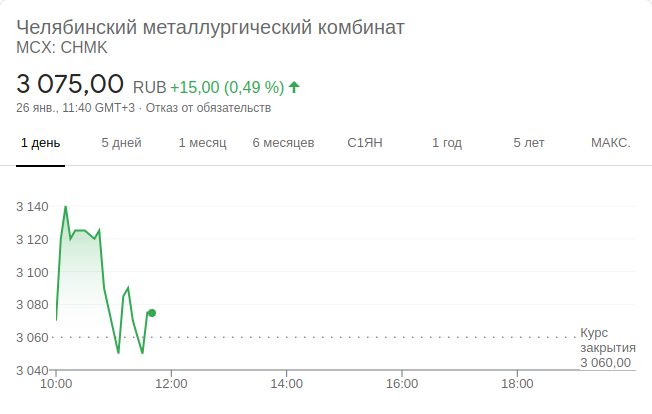 Челябинский металлургический комбинат
MCX: CHMK
3 075,00 RUB +15,00 (0,49 %)
26 янв., 11:40 GMT+3 · Отказ от обязательств
1 день 5 дней 1 месяц 6 месяцев С1ЯН 1 год 5 лет МАКС.
3 140
3 120
3 100
3 080
3 060
3 040
Курс
закрытия
3 060,00
10:00 12:00 14:00 16:00 18:00